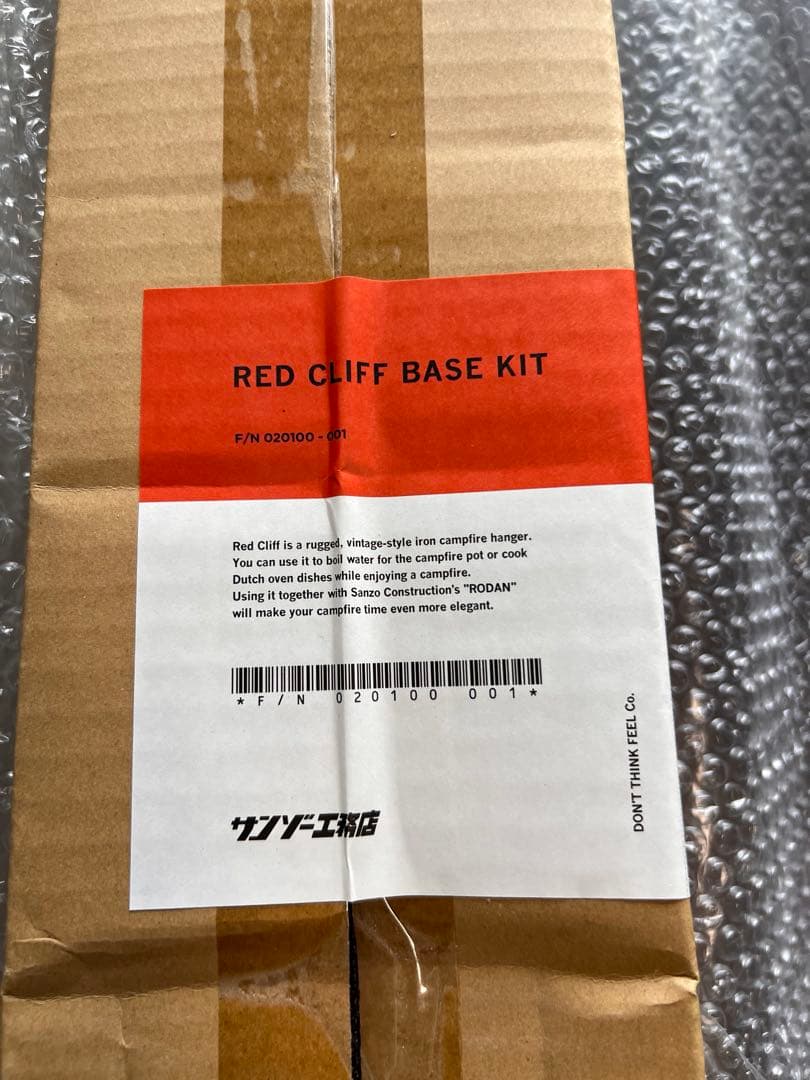 RED CLIFF BASE KIT
F/N 020100 - 001
Red Cliff is a rugged, vintage-style iron campfire hanger.
You can use it to boil water for the campfire pot or cook
Dutch oven dishes while enjoying a campfire.
Using it together with Sanzo Construction's "RODAN"
will make your campfire time even more elegant.
*F/N 020100 001*
サンゾー工務店
DON'T THINK FEEL Co.